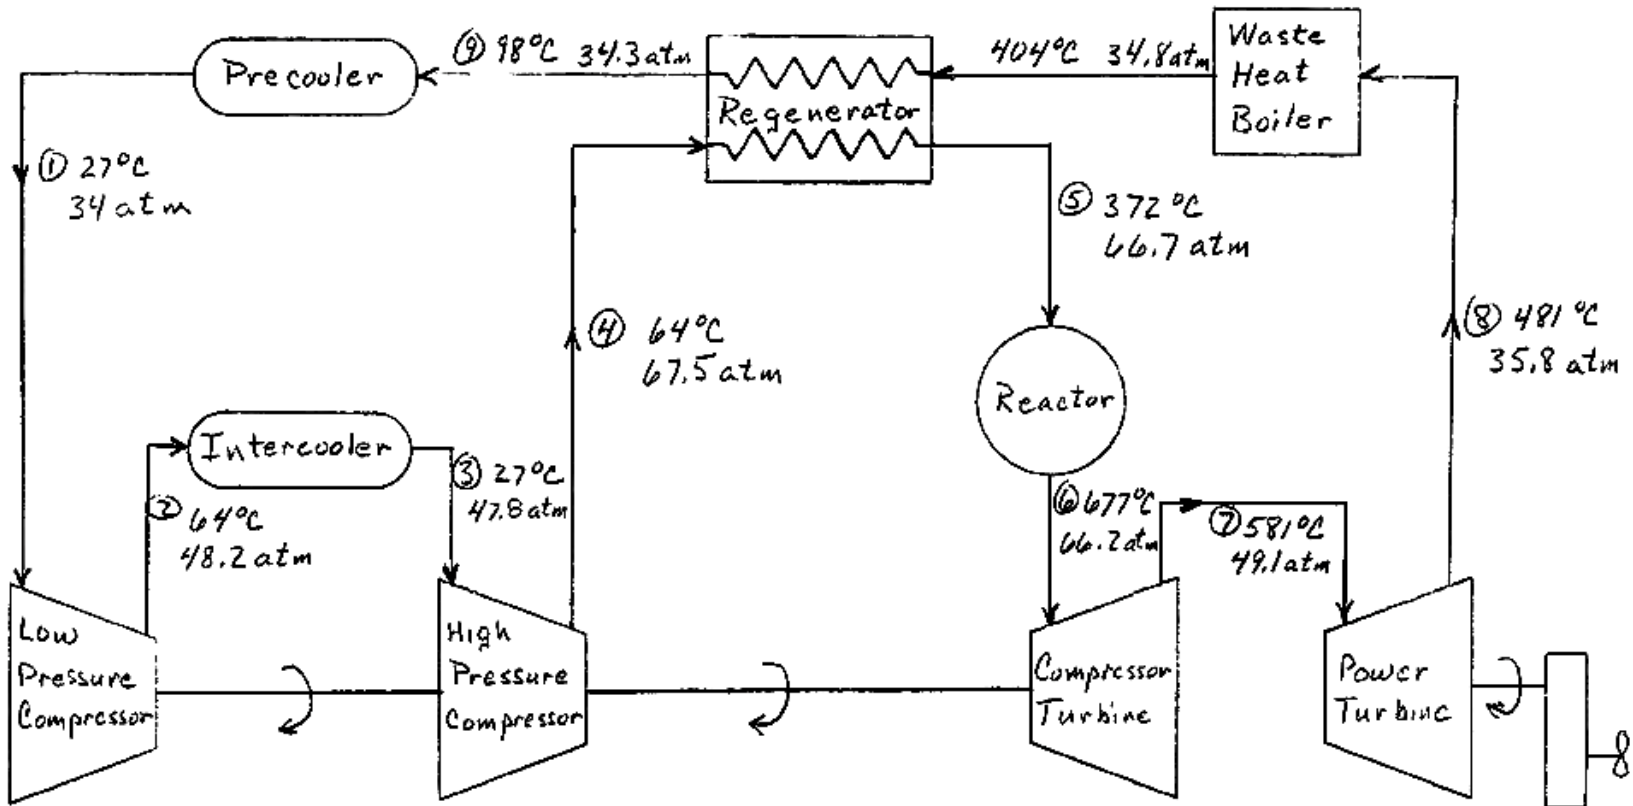 Precooler
⑨ 98°C 34.3 atm
Regenerator
404°C 34.8 atm
Waste
Heat
Boiler
① 27°C
34 atm
⑤ 372°C
66.7 atm
④ 64°C
67.5 atm
⑧ 481°C
35.8 atm
Reactor
Intercooler
③ 27°C
47.8 atm
② 64°C
48.2 atm
⑥ 677°C
66.2 atm
⑦ 581°C
49.1 atm
Low
Pressure
Compressor
High
Pressure
Compressor
Compressor
Turbine
Power
Turbine